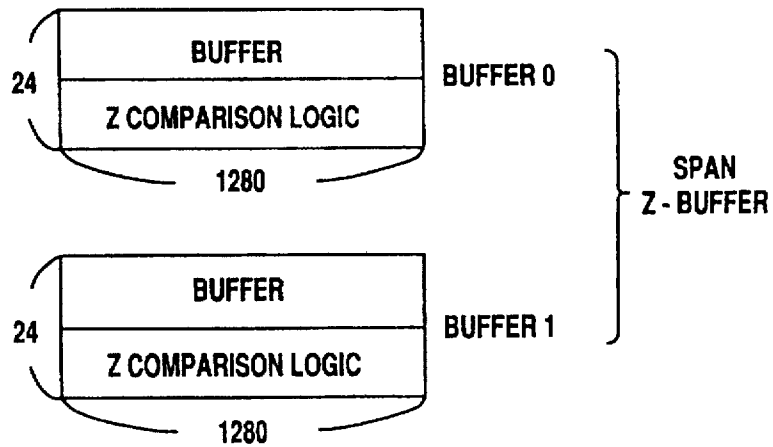 BUFFER
24
BUFFER 0
Z COMPARISON LOGIC
1280
SPAN
Z - BUFFER
BUFFER
24
BUFFER 1
Z COMPARISON LOGIC
1280